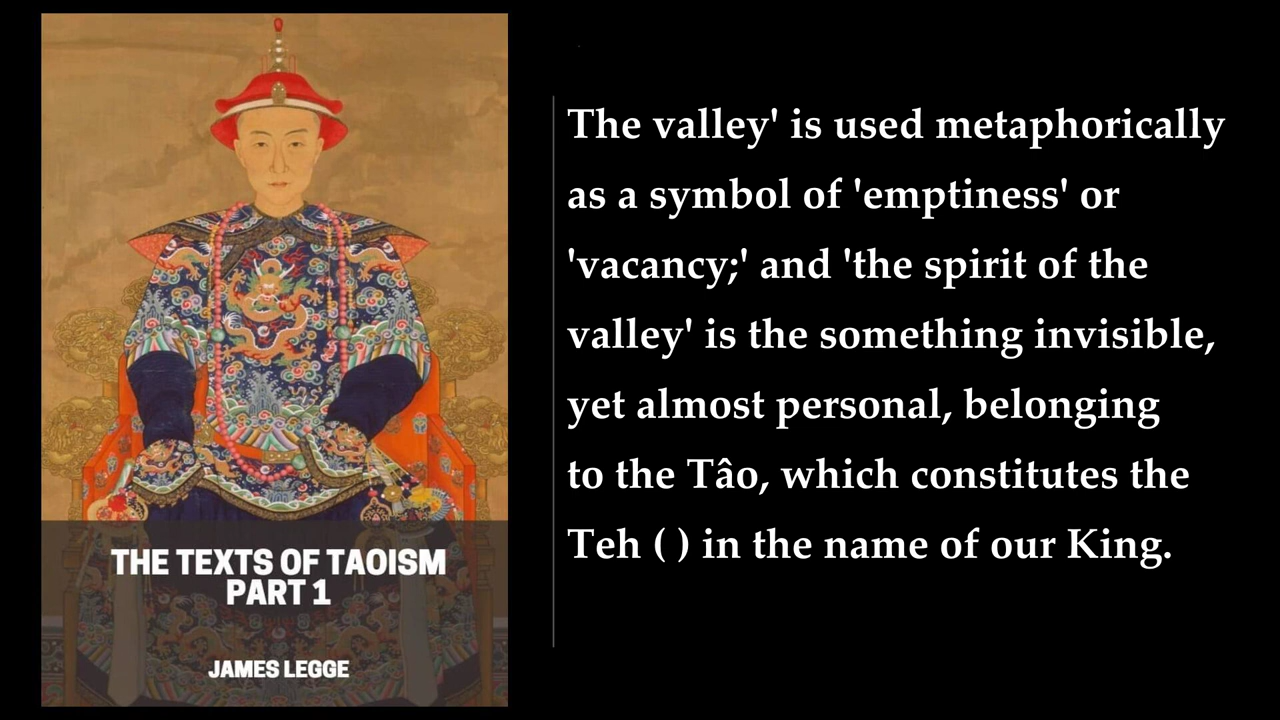 THE TEXTS OF TAOISM
PART 1
JAMES LEGGE
The valley' is used metaphorically
as a symbol of 'emptiness' or
'vacancy;' and 'the spirit of the
valley' is the something invisible,
yet almost personal, belonging
to the Tâo, which constitutes the
Teh ( ) in the name of our King.